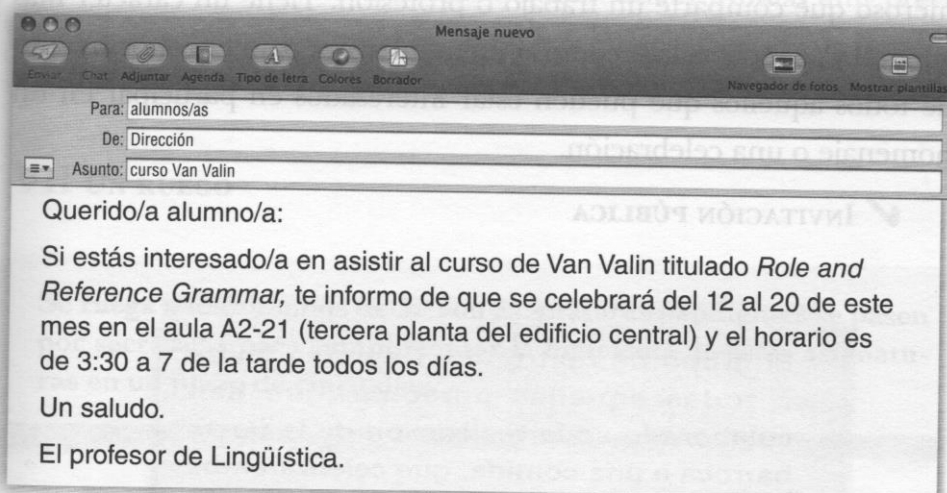 Mensaje nuevo
Enviar Chat Adjuntar Agenda Tipo de letra Colores Borrador Navegador de fotos Mostrar plantillas
Para: alumnos/as
De: Dirección
Asunto: curso Van Valin
Querido/a alumno/a:
Si estás interesado/a en asistir al curso de Van Valin titulado Role and
Reference Grammar, te informo de que se celebrará del 12 al 20 de este
mes en el aula A2-21 (tercera planta del edificio central) y el horario es
de 3:30 a 7 de la tarde todos los días.
Un saludo.
El profesor de Lingüística.